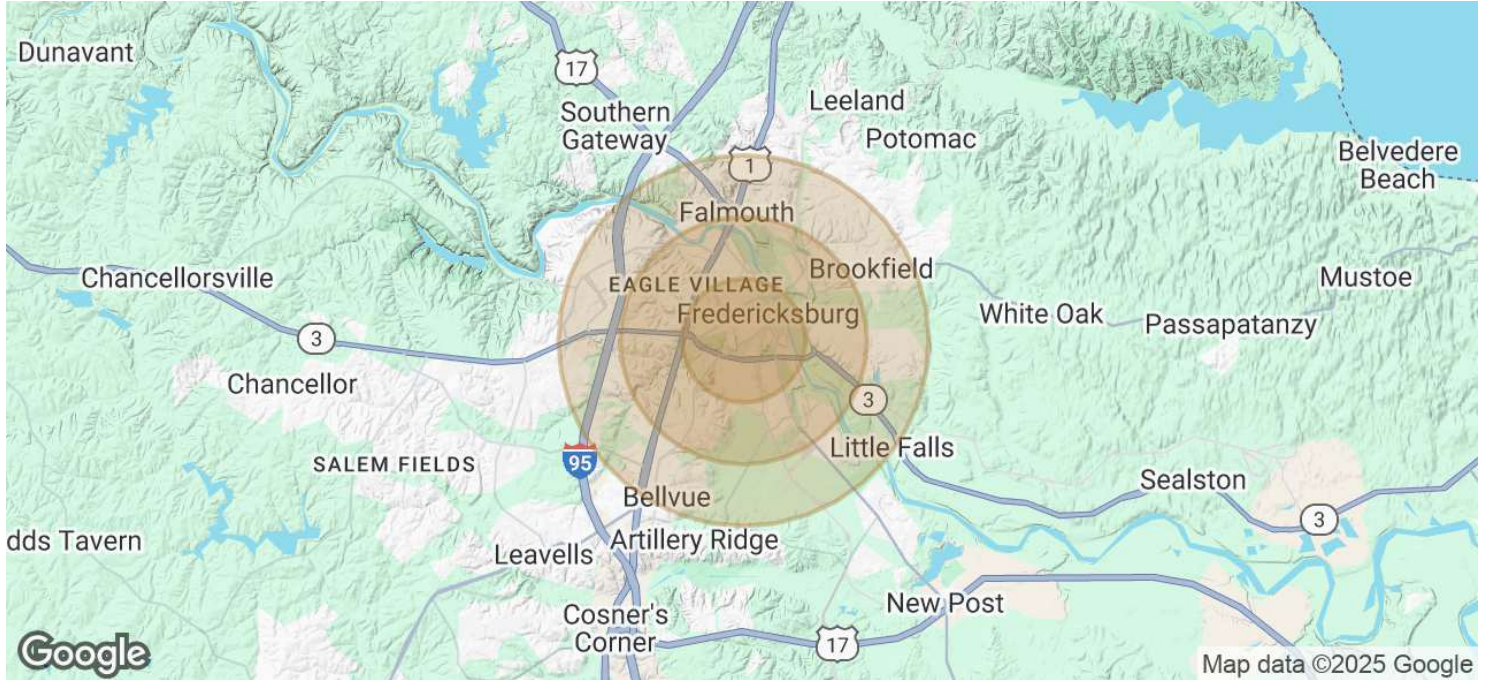 Dunavant
17
Southern
Gateway
Leeland
Potomac
1
Belvedere
Beach
Falmouth
Chancellorsville
EAGLE VILLAGE
Brookfield
Mustoe
Fredericksburg
White Oak
Passapatanzy
3
Chancellor
3
Little Falls
SALEM FIELDS
95
Sealston
Bellvue
3
dds Tavern
Leavells
Artillery Ridge
New Post
Cosner's
Corner
17
Google
Map data ©2025 Google